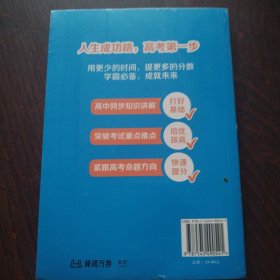 人生成功路，高考第一步
用更少的时间，提更多的分数
学霸必备，成就未来
高中同步知识讲解
打好
基础
突破考试重点难点
培优
拔高
紧跟高考命题方向
快速
提分